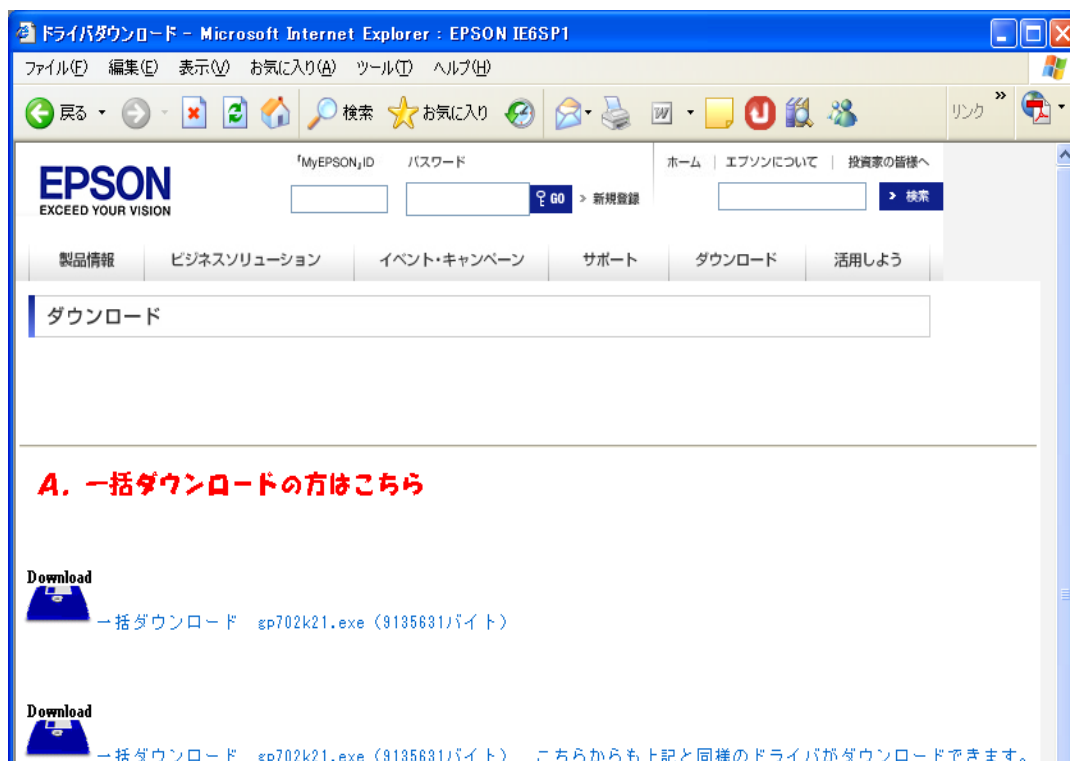 ドライバダウンロード - Microsoft Internet Explorer : EPSON IE6SP1
ファイル(F) 編集(E) 表示(V) お気に入り(A) ツール(T) ヘルプ(H)
戻る 検索 お気に入り リンク »
「MyEPSON」ID パスワード ホーム | エプソンについて | 投資家の皆様へ
EPSON
EXCEED YOUR VISION
GO > 新規登録 > 検索
製品情報 ビジネスソリューション イベント・キャンペーン サポート ダウンロード 活用しよう
ダウンロード
A. 一括ダウンロードの方はこちら
Download
一括ダウンロード gp702k21.exe (9135631バイト)
Download
一括ダウンロード gp702k21.exe (9135631バイト) こちらからも上記と同様のドライバがダウンロードできます。